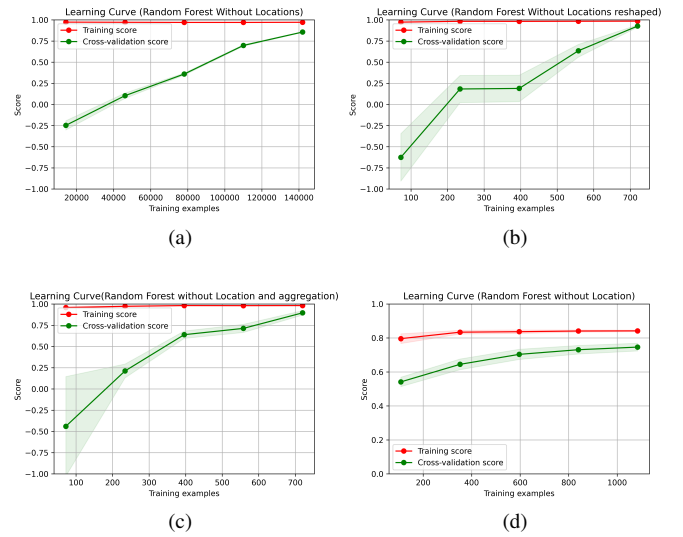 Learning Curve (Random Forest Without Locations)
1.00
0.75
0.50
0.25
0.00
−0.25
−0.50
−0.75
−1.00
Score
Training score
Cross-validation score
20000 40000 60000 80000 100000 120000 140000
Training examples
(a)
Learning Curve (Random Forest Without Locations reshaped)
1.00
0.75
0.50
0.25
0.00
−0.25
−0.50
−0.75
−1.00
Score
Training score
Cross-validation score
100 200 300 400 500 600 700
Training examples
(b)
Learning Curve(Random Forest without Location and aggregation)
1.00
0.75
0.50
0.25
0.00
−0.25
−0.50
−0.75
−1.00
Score
Training score
Cross-validation score
100 200 300 400 500 600 700
Training examples
(c)
Learning Curve (Random Forest without Location)
1.0
0.8
0.6
0.4
0.2
0.0
Score
Training score
Cross-validation score
200 400 600 800 1000
Training examples
(d)